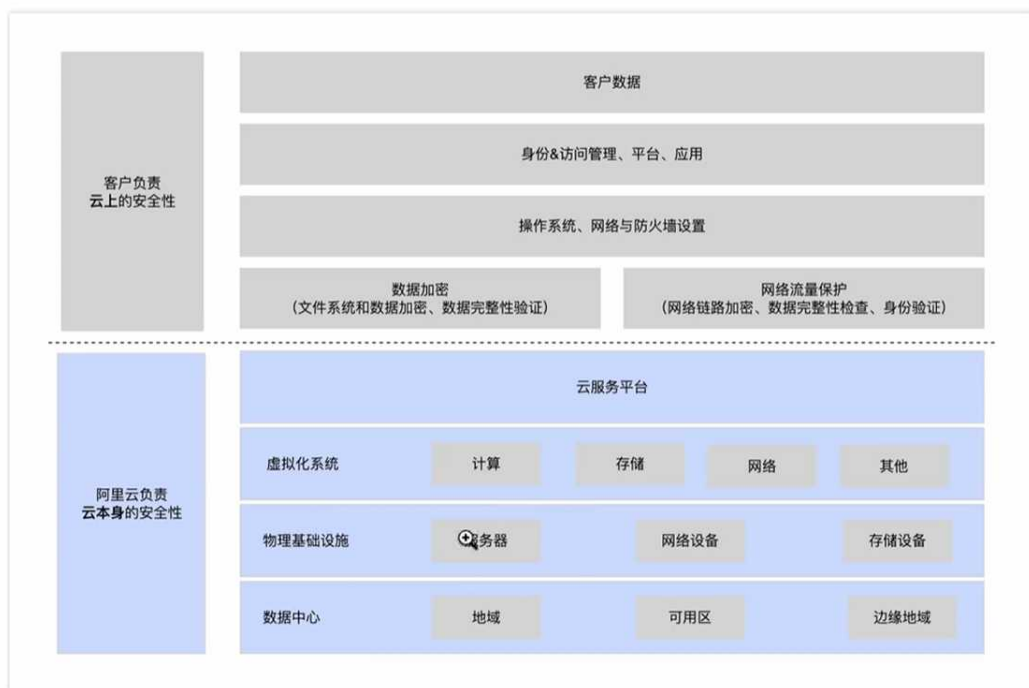 客户数据
身份&访问管理、平台、应用
客户负责
云上的安全性
操作系统、网络与防火墙设置
数据加密
（文件系统和数据加密、数据完整性验证）
网络流量保护
（网络链路加密、数据完整性检查、身份验证）
云服务平台
虚拟化系统
计算
存储
网络
其他
阿里云负责
云本身的安全性
物理基础设施
务器
网络设备
存储设备
数据中心
地域
可用区
边缘地域